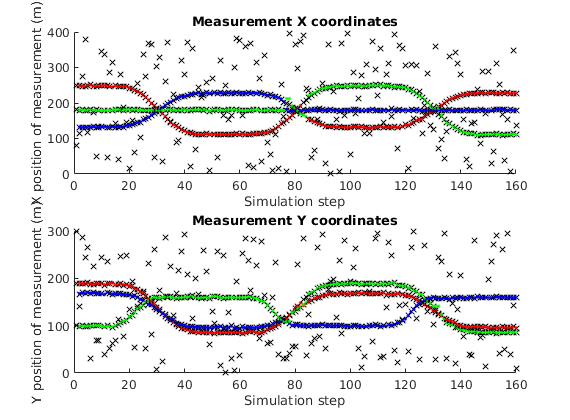 Measurement X coordinates
X position of measurement (m)
400
300
200
100
0
0 20 40 60 80 100 120 140 160
Simulation step
Measurement Y coordinates
Y position of measurement (m)
300
200
100
0
0 20 40 60 80 100 120 140 160
Simulation step